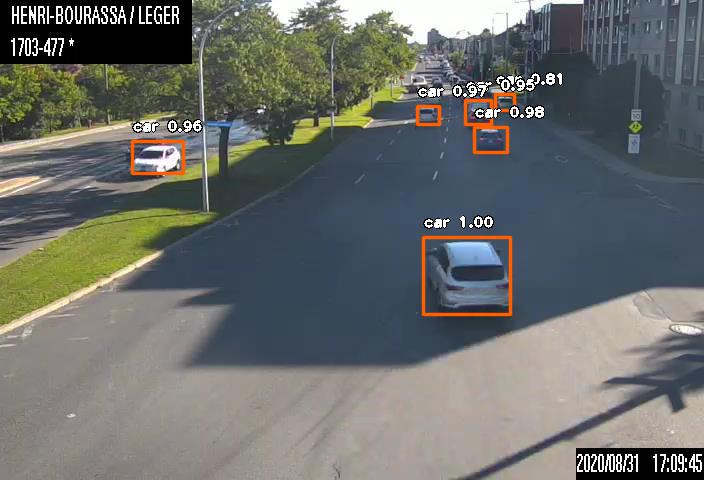 HENRI-BOURASSA / LEGER
1703-477 *
car 0.81
car 0.97
0.95
car 0.98
car 0.96
car 1.00
2020/08/31 17:09:45